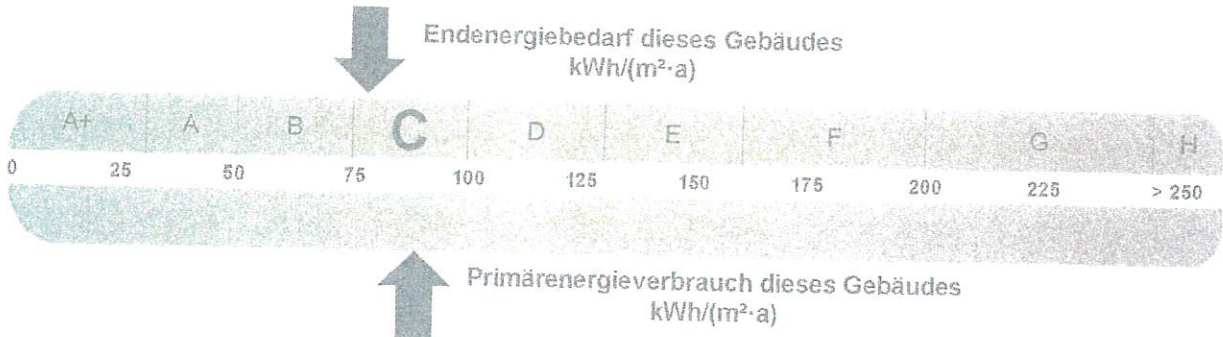 Endenergiebedarf dieses Gebäudes
kWh/(m²·a)
A+ A B C D E F G H
0 25 50 75 100 125 150 175 200 225 > 250
Primärenergieverbrauch dieses Gebäudes
kWh/(m²·a)